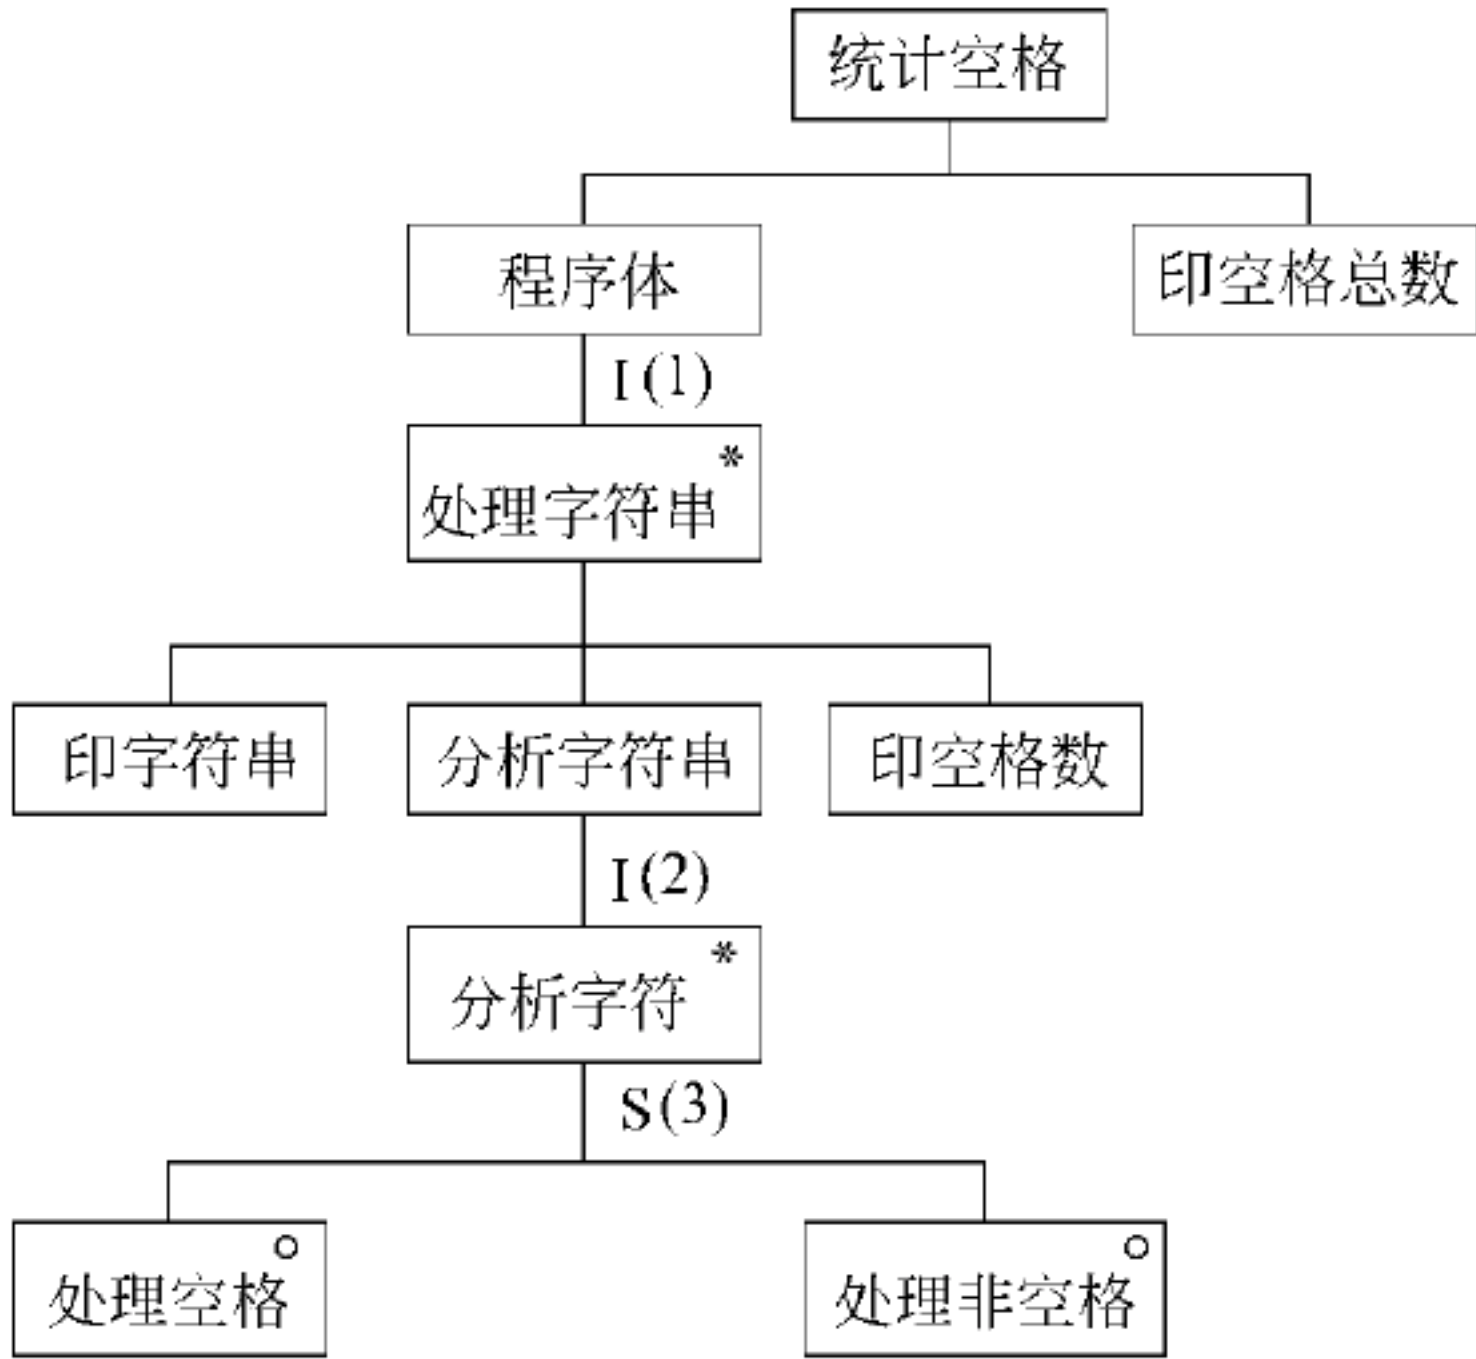 统计空格
程序体
印空格总数
I(1)
*
处理字符串
印字符串
分析字符串
印空格数
I(2)
*
分析字符
S(3)
处理空格
处理非空格